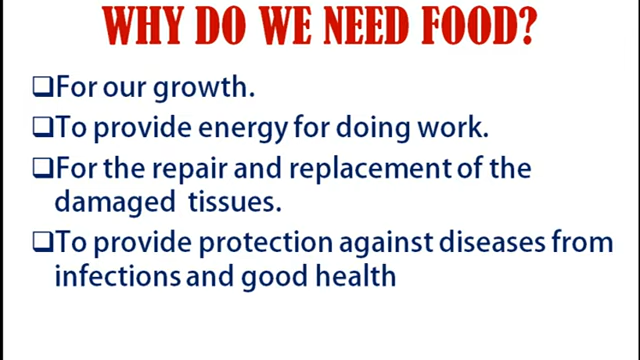 WHY DO WE NEED FOOD?
❑For our growth.
❑To provide energy for doing work.
❑For the repair and replacement of the
damaged tissues.
❑To provide protection against diseases from
infections and good health